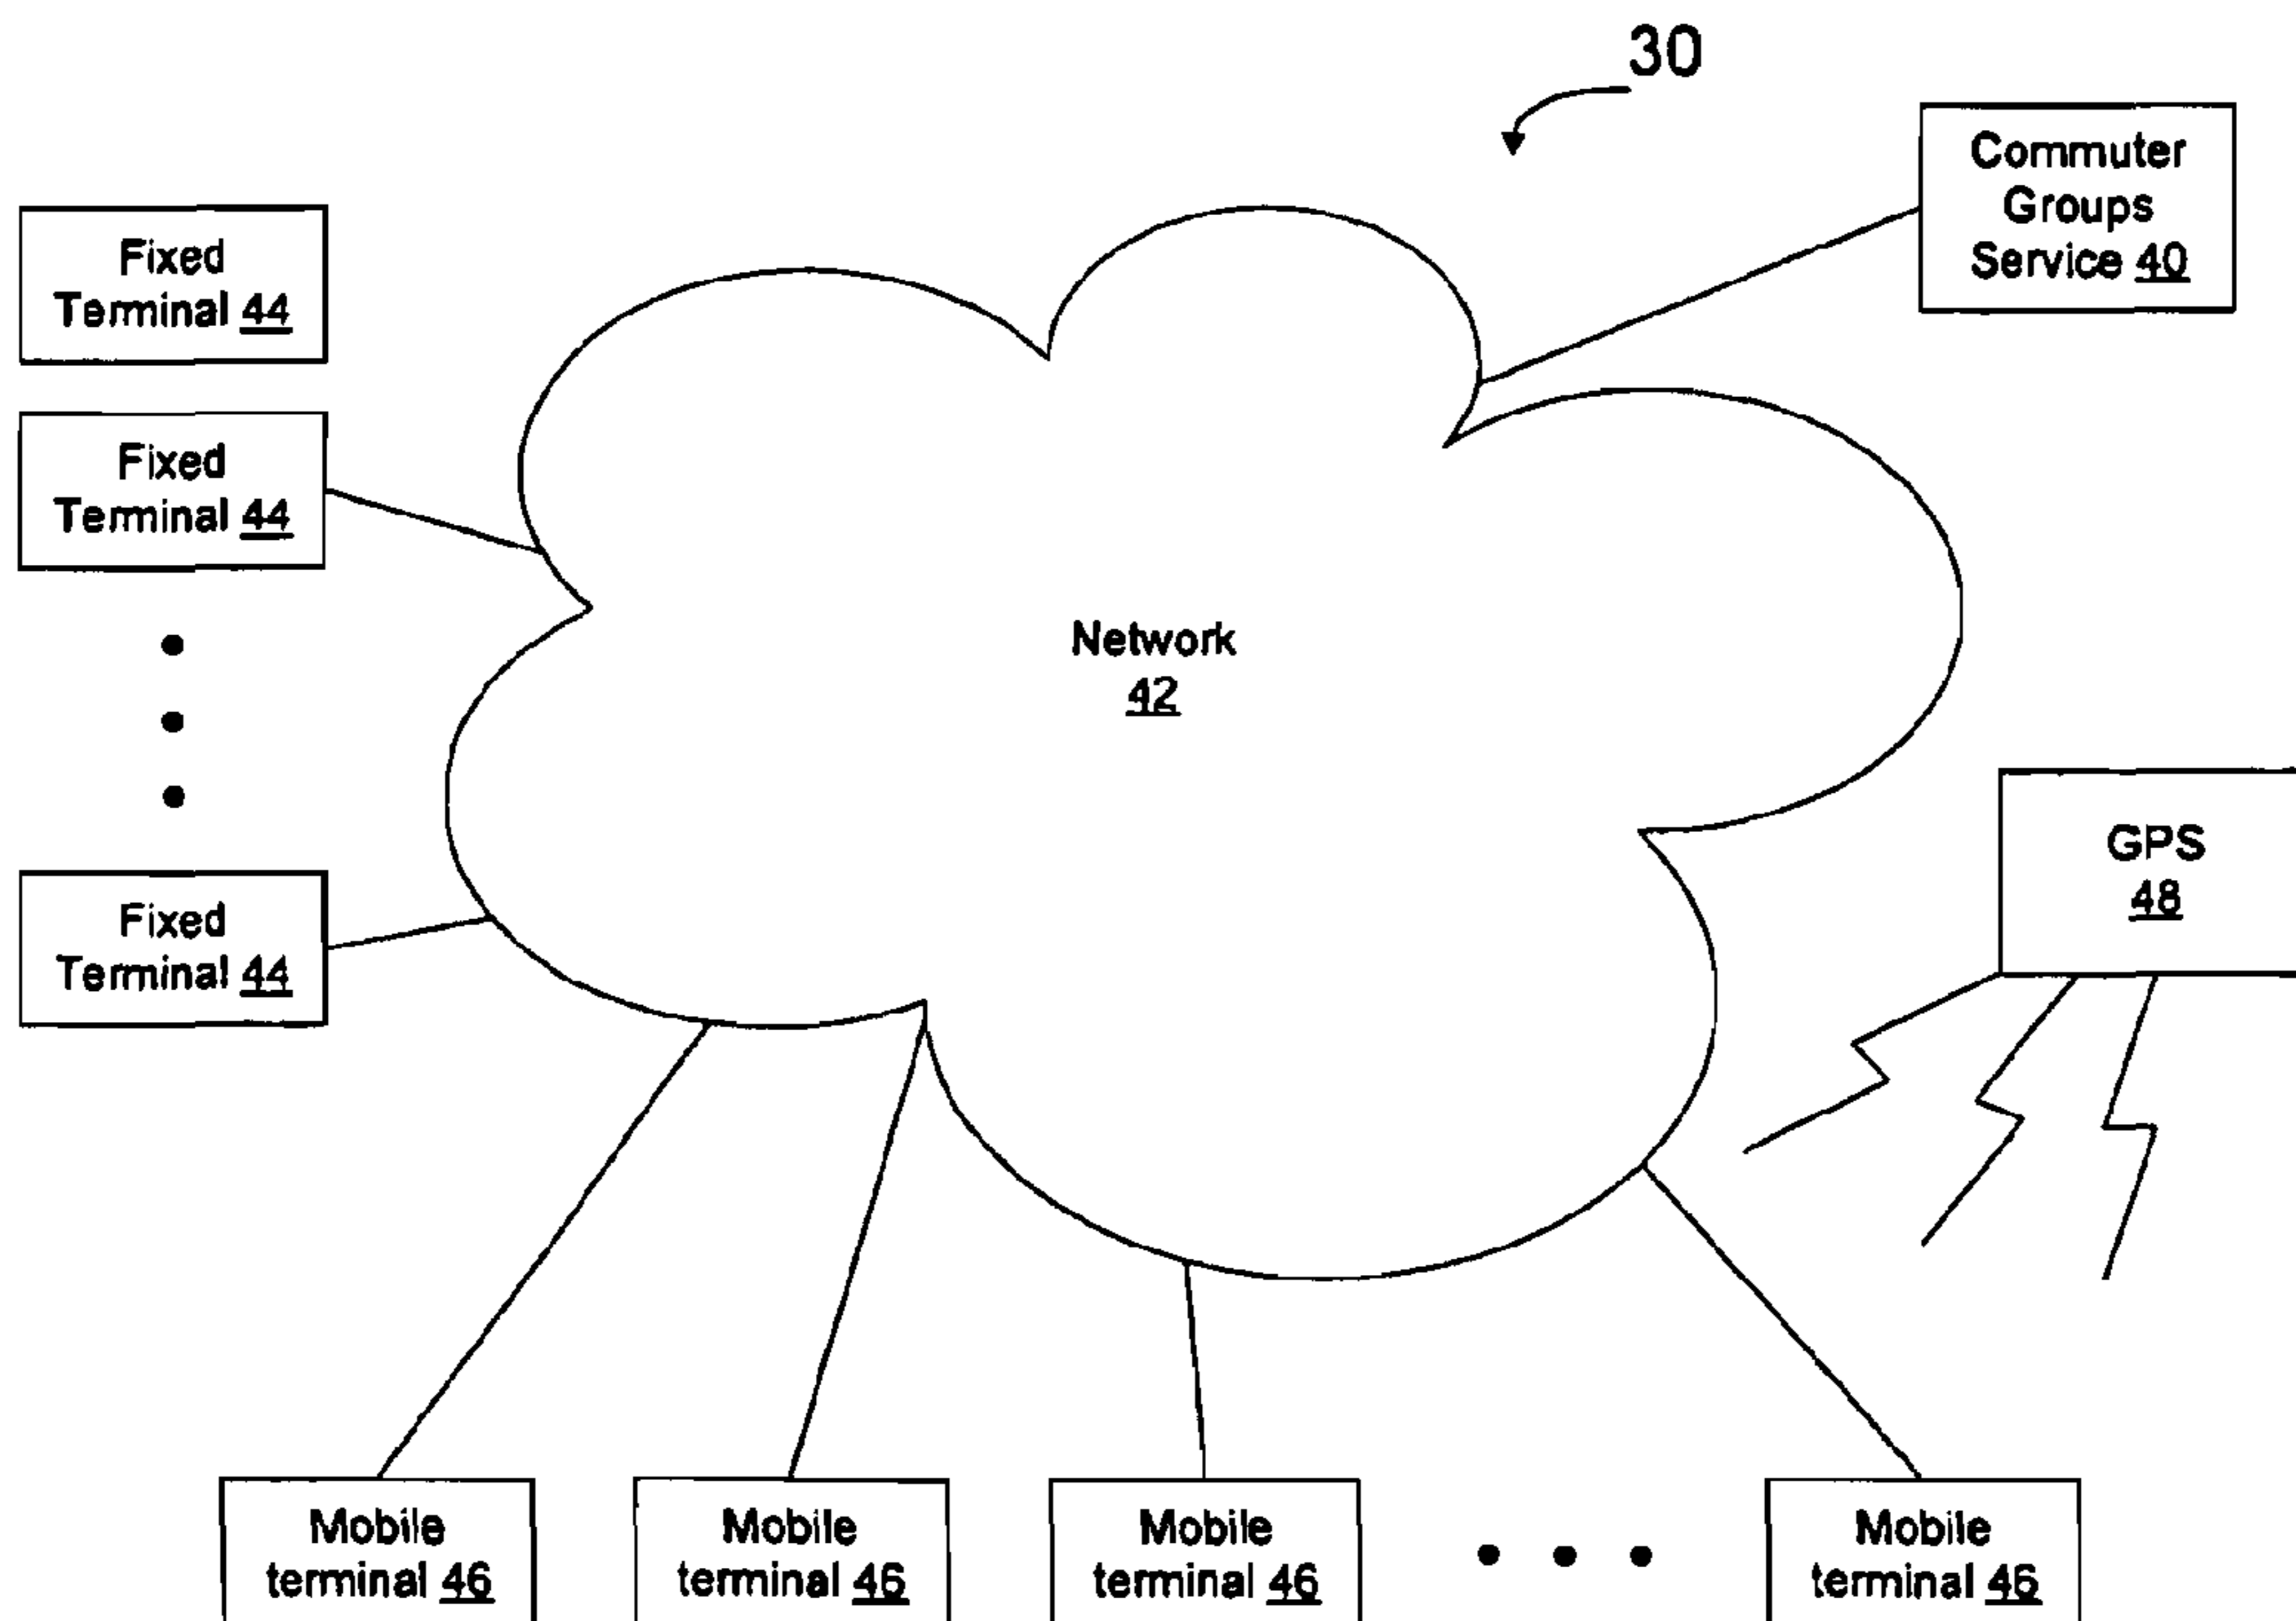 30
Commuter
Groups
Service 40
Fixed
Terminal 44
Fixed
Terminal 44
Network
42
GPS
48
Fixed
Terminal 44
Mobile
terminal 46
Mobile
terminal 46
Mobile
terminal 46
Mobile
terminal 46